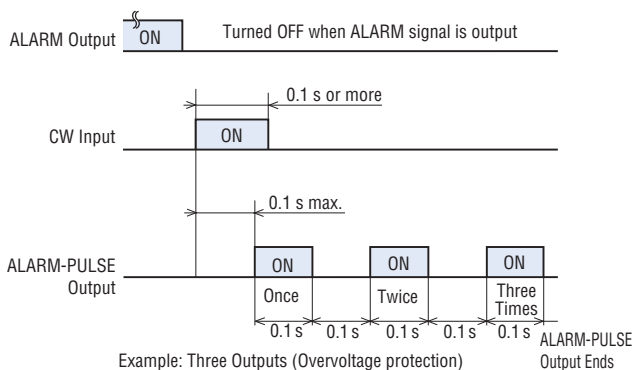 ALARM Output
ON
Turned OFF when ALARM signal is output
0.1 s or more
CW Input
ON
0.1 s max.
ALARM-PULSE
Output
ON
ON
ON
Once
Twice
Three
Times
0.1 s
0.1 s
0.1 s
0.1 s
0.1 s
ALARM-PULSE
Output Ends
Example: Three Outputs (Overvoltage protection)